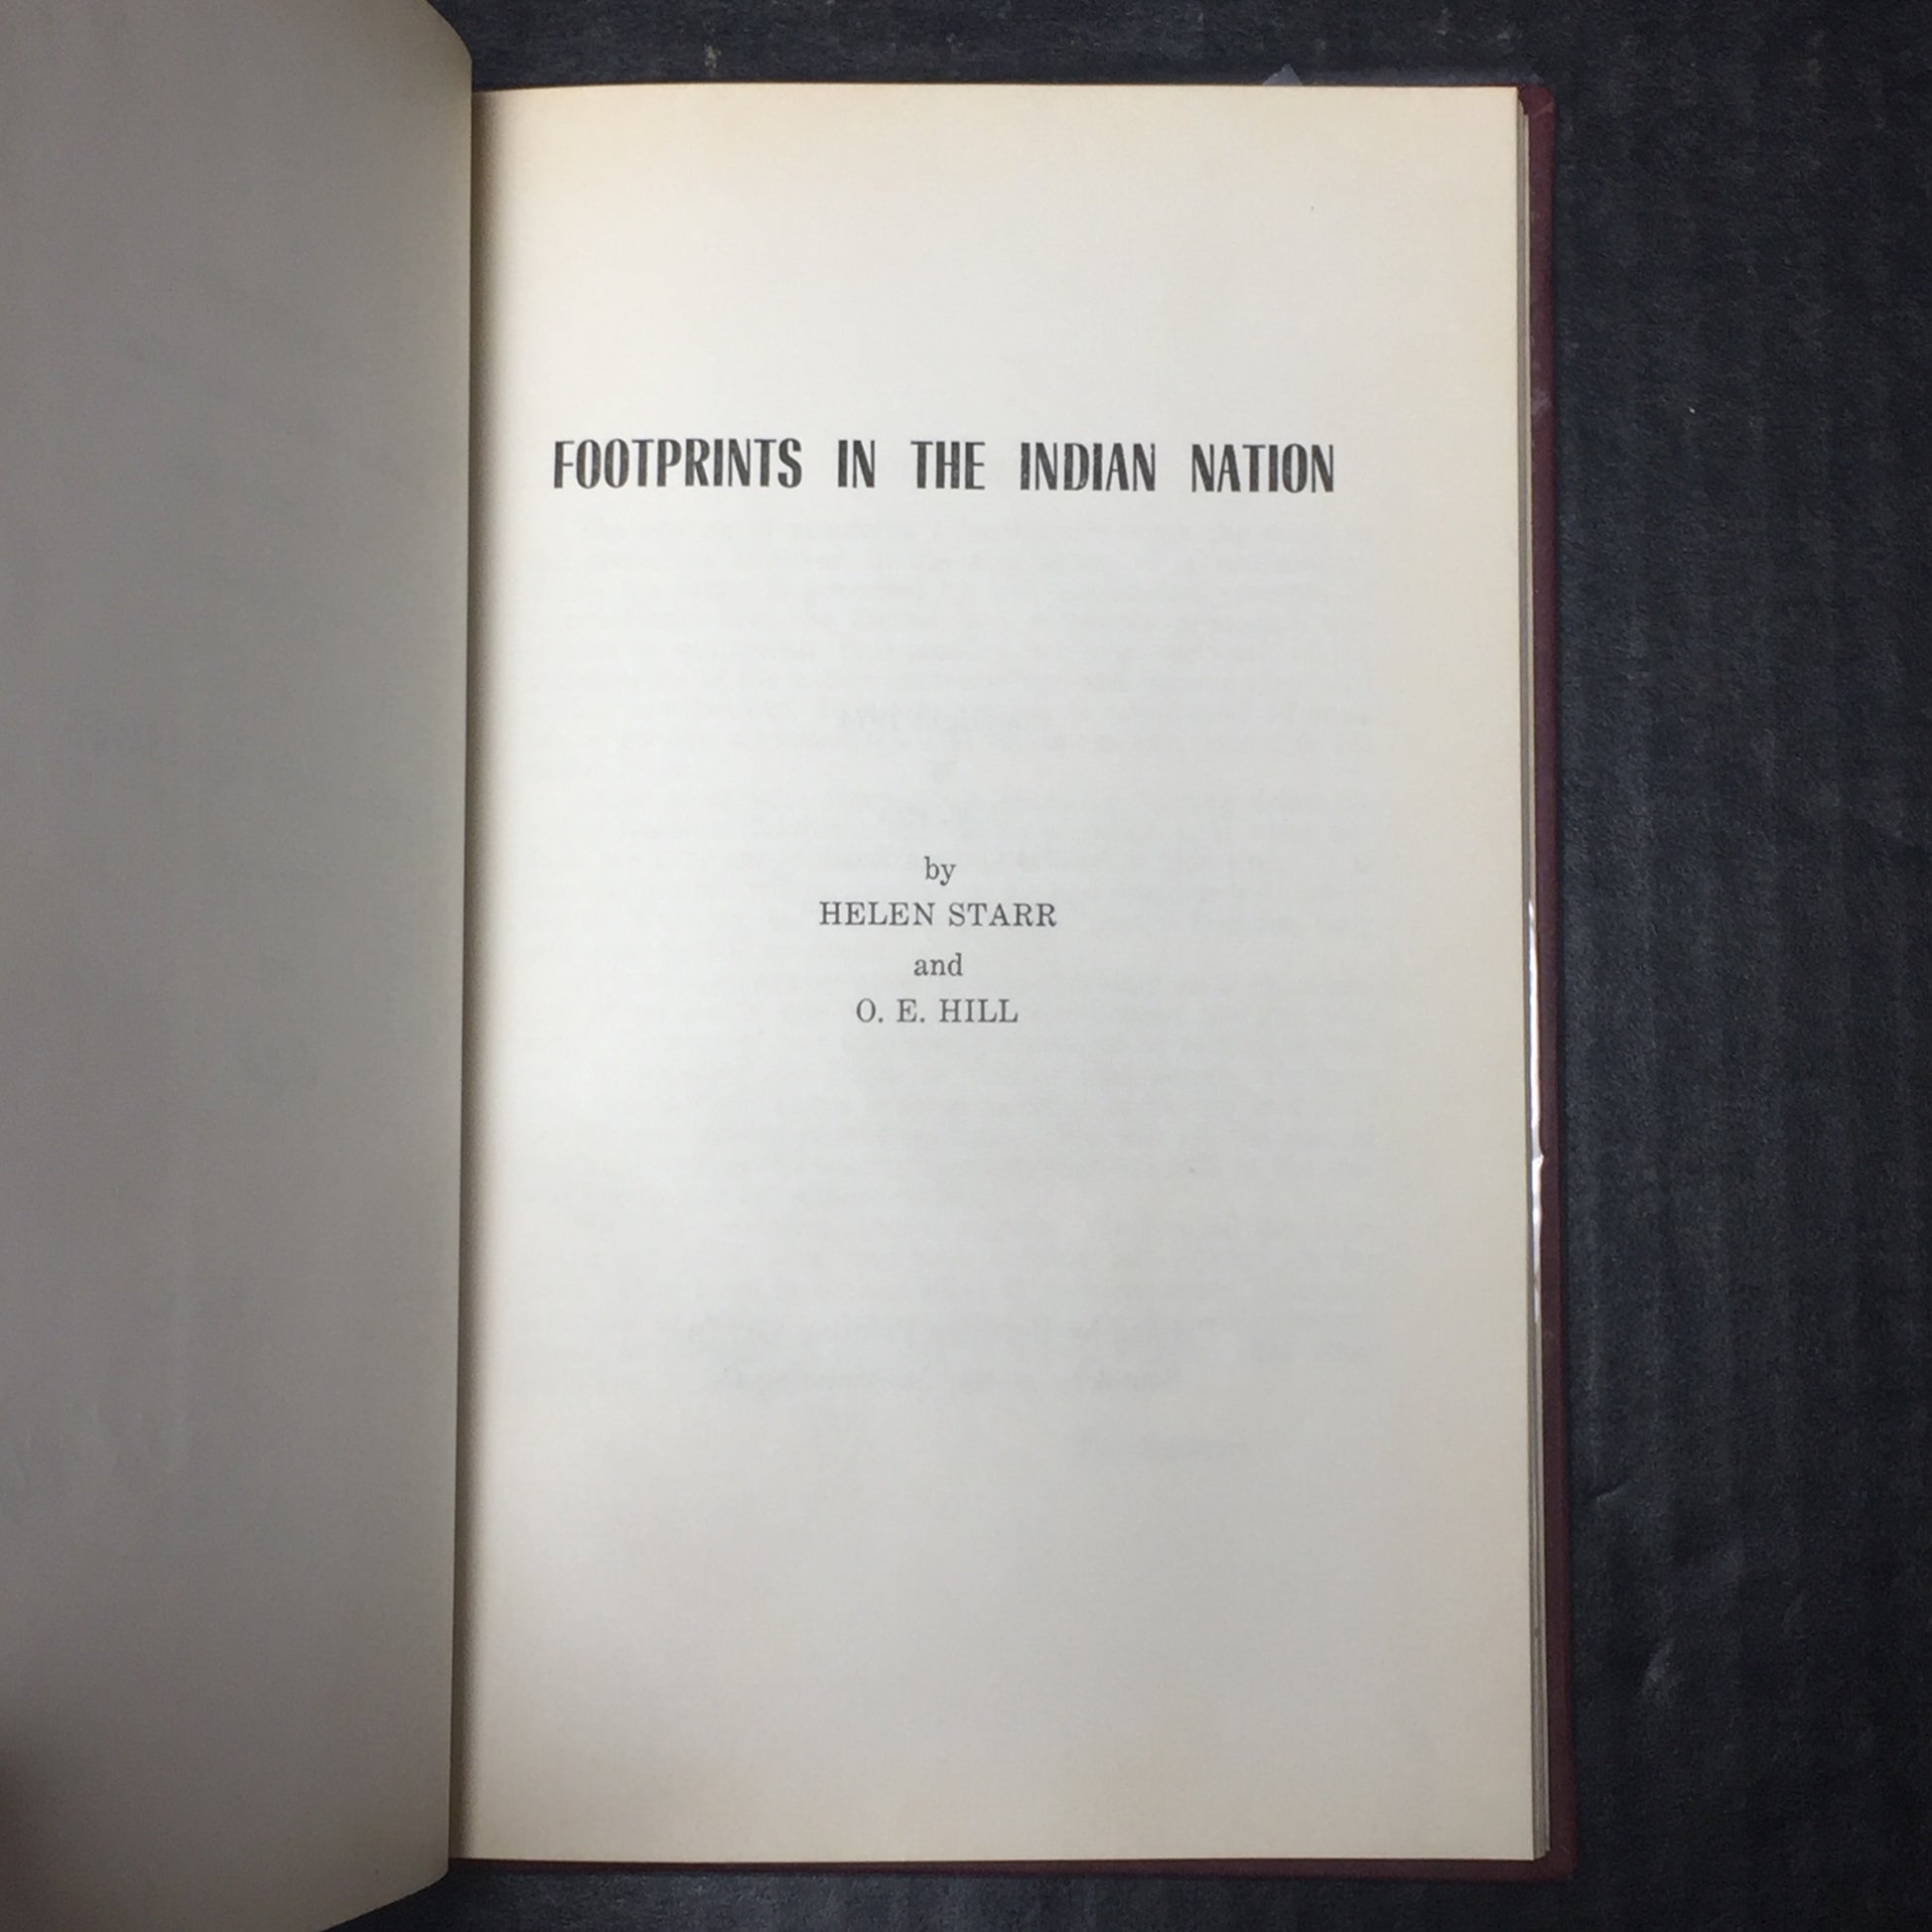 FOOTPRINTS IN THE INDIAN NATION
by
HELEN STARR
and
O. E. HILL